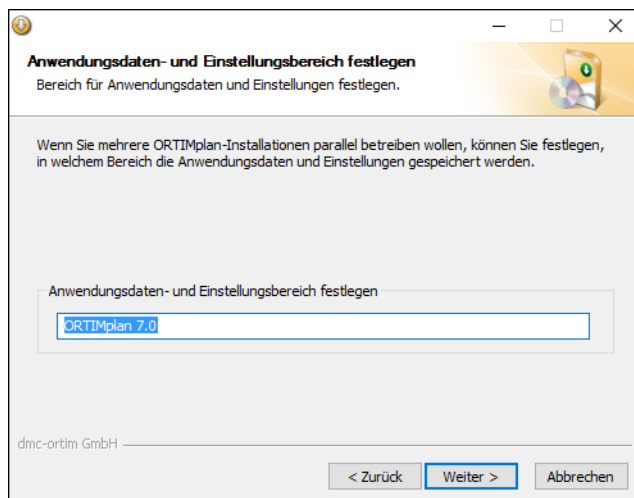 Anwendungsdaten- und Einstellungsbereich festlegen
Bereich für Anwendungsdaten und Einstellungen festlegen.
Wenn Sie mehrere ORTIMplan-Installationen parallel betreiben wollen, können Sie festlegen,
in welchem Bereich die Anwendungsdaten und Einstellungen gespeichert werden.
Anwendungsdaten- und Einstellungsbereich festlegen
ORTIMplan 7.0
dmc-ortim GmbH
< Zurück Weiter > Abbrechen